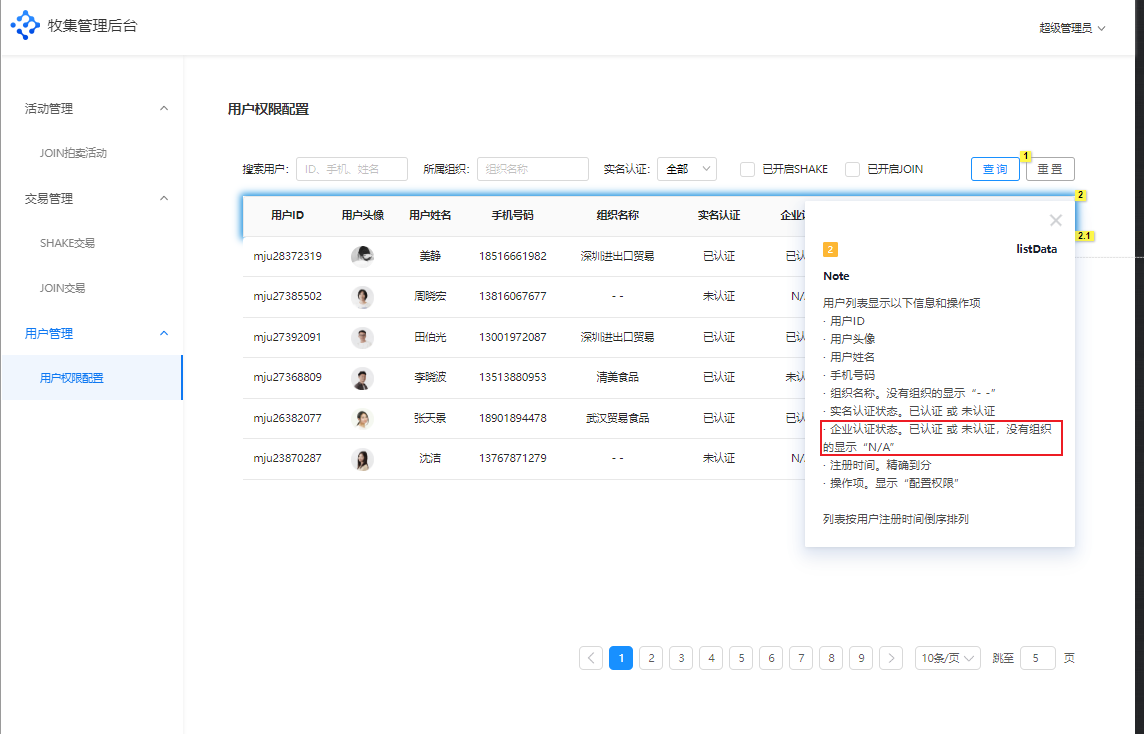 牧集管理后台
超级管理员
活动管理
JOIN拍卖活动
交易管理
SHAKE交易
JOIN交易
用户管理
用户权限配置
用户权限配置
搜索用户: ID、手机、姓名 所属组织: 组织名称 实名认证: 全部 已开启SHAKE 已开启JOIN 查 询 1 重 置
2
用户ID 用户头像 用户姓名 手机号码 组织名称 实名认证
2.1
mju28372319 美静 18516661982 深圳进出口贸易 已认证
mju27385502 周晓宏 13816067677 - - 未认证
mju27392091 田伯光 13001972087 深圳进出口贸易 已认证
mju27368809 李晓波 13513880953 清美食品 已认证
mju26382077 张天景 18901894478 武汉贸易食品 已认证
mju23870287 沈洁 13767871279 - - 未认证
2 listData
Note
用户列表显示以下信息和操作项
· 用户ID
· 用户头像
· 用户姓名
· 手机号码
· 组织名称。没有组织的显示“- -”
· 实名认证状态。已认证 或 未认证
· 企业认证状态。已认证 或 未认证，没有组织
的显示“N/A”
· 注册时间。精确到分
· 操作项。显示“配置权限”
列表按用户注册时间倒序排列
1 2 3 4 5 6 7 8 9 10条/页 跳至 5 页